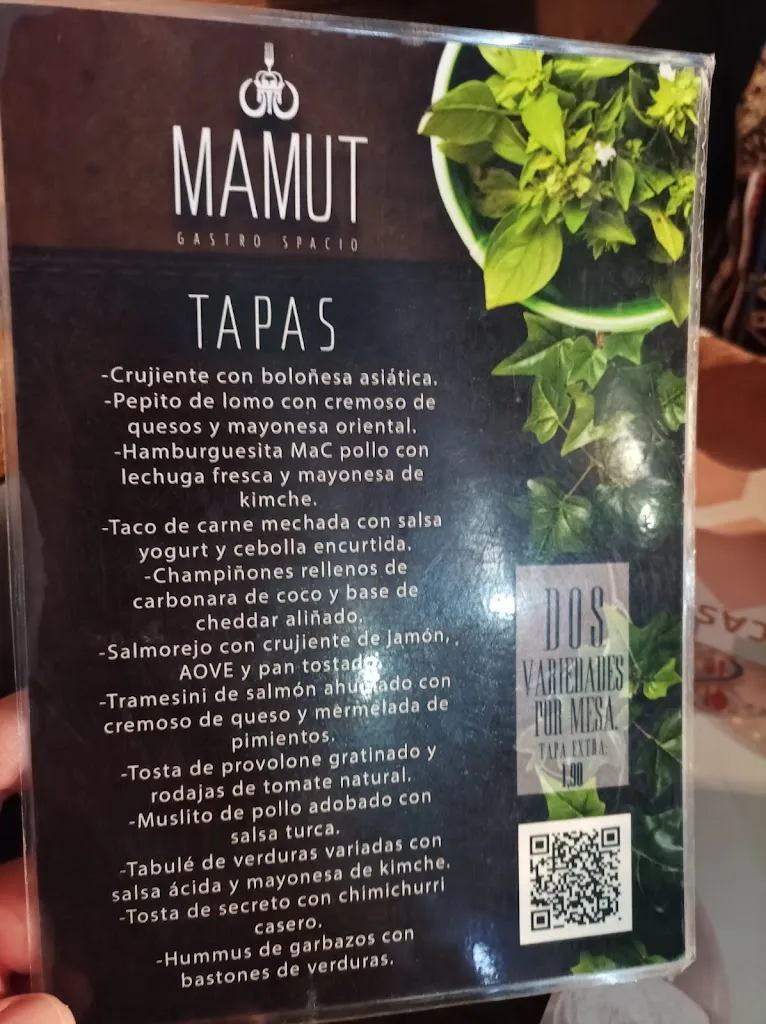 MAMUT
GASTRO SPACIO
TAPAS
-Crujiente con boloñesa asiática.
-Pepito de lomo con cremoso de
quesos y mayonesa oriental.
-Hamburguesita MaC pollo con
lechuga fresca y mayonesa de
kimche.
-Taco de carne mechada con salsa
yogurt y cebolla encurtida.
-Champiñones rellenos de
carbonara de coco y base de
cheddar aliñado.
-Salmorejo con crujiente de jamón,
AOVE y pan tostado.
-Tramesini de salmón ahumado con
cremoso de queso y mermelada de
pimientos.
-Tosta de provolone gratinado y
rodajas de tomate natural.
-Muslito de pollo adobado con
salsa turca.
-Tabulé de verduras variadas con
salsa ácida y mayonesa de kimche.
-Tosta de secreto con chimichurri
casero.
-Hummus de garbazos con
bastones de verduras.
DOS
VARIEDADES
POR MESA.
TAPA EXTRA:
1,90